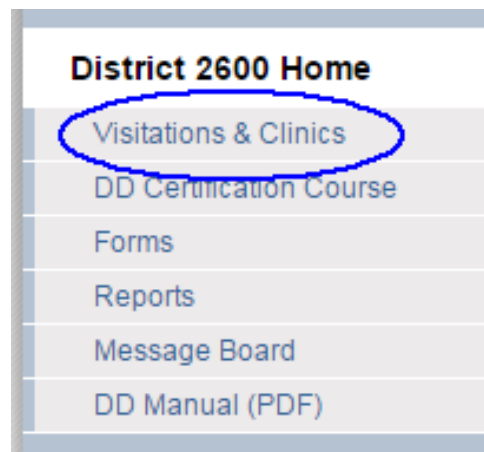 District 2600 Home
Visitations & Clinics
DD Certification Course
Forms
Reports
Message Board
DD Manual (PDF)